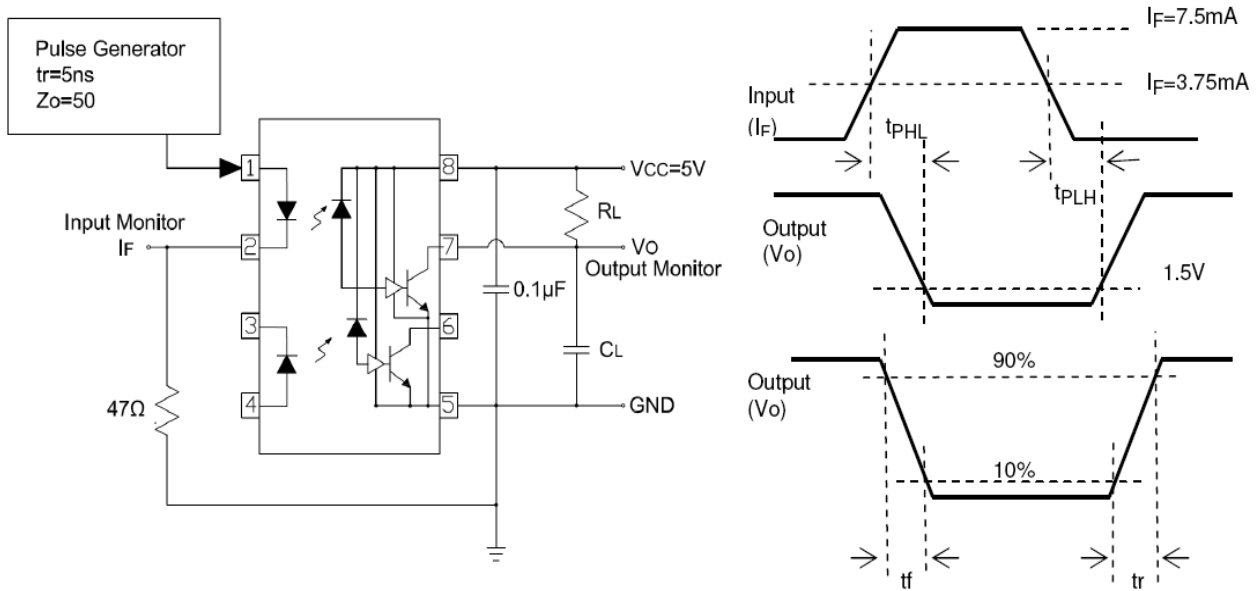 Pulse Generator
tr=5ns
Zo=50
1
8
VCC=5V
RL
Input Monitor
IF
2
7
VO
Output Monitor
0.1µF
3
6
CL
47Ω
4
5
GND
IF=7.5mA
IF=3.75mA
Input
(IF)
tPHL
tPLH
Output
(Vo)
1.5V
Output
(Vo)
90%
10%
tf
tr